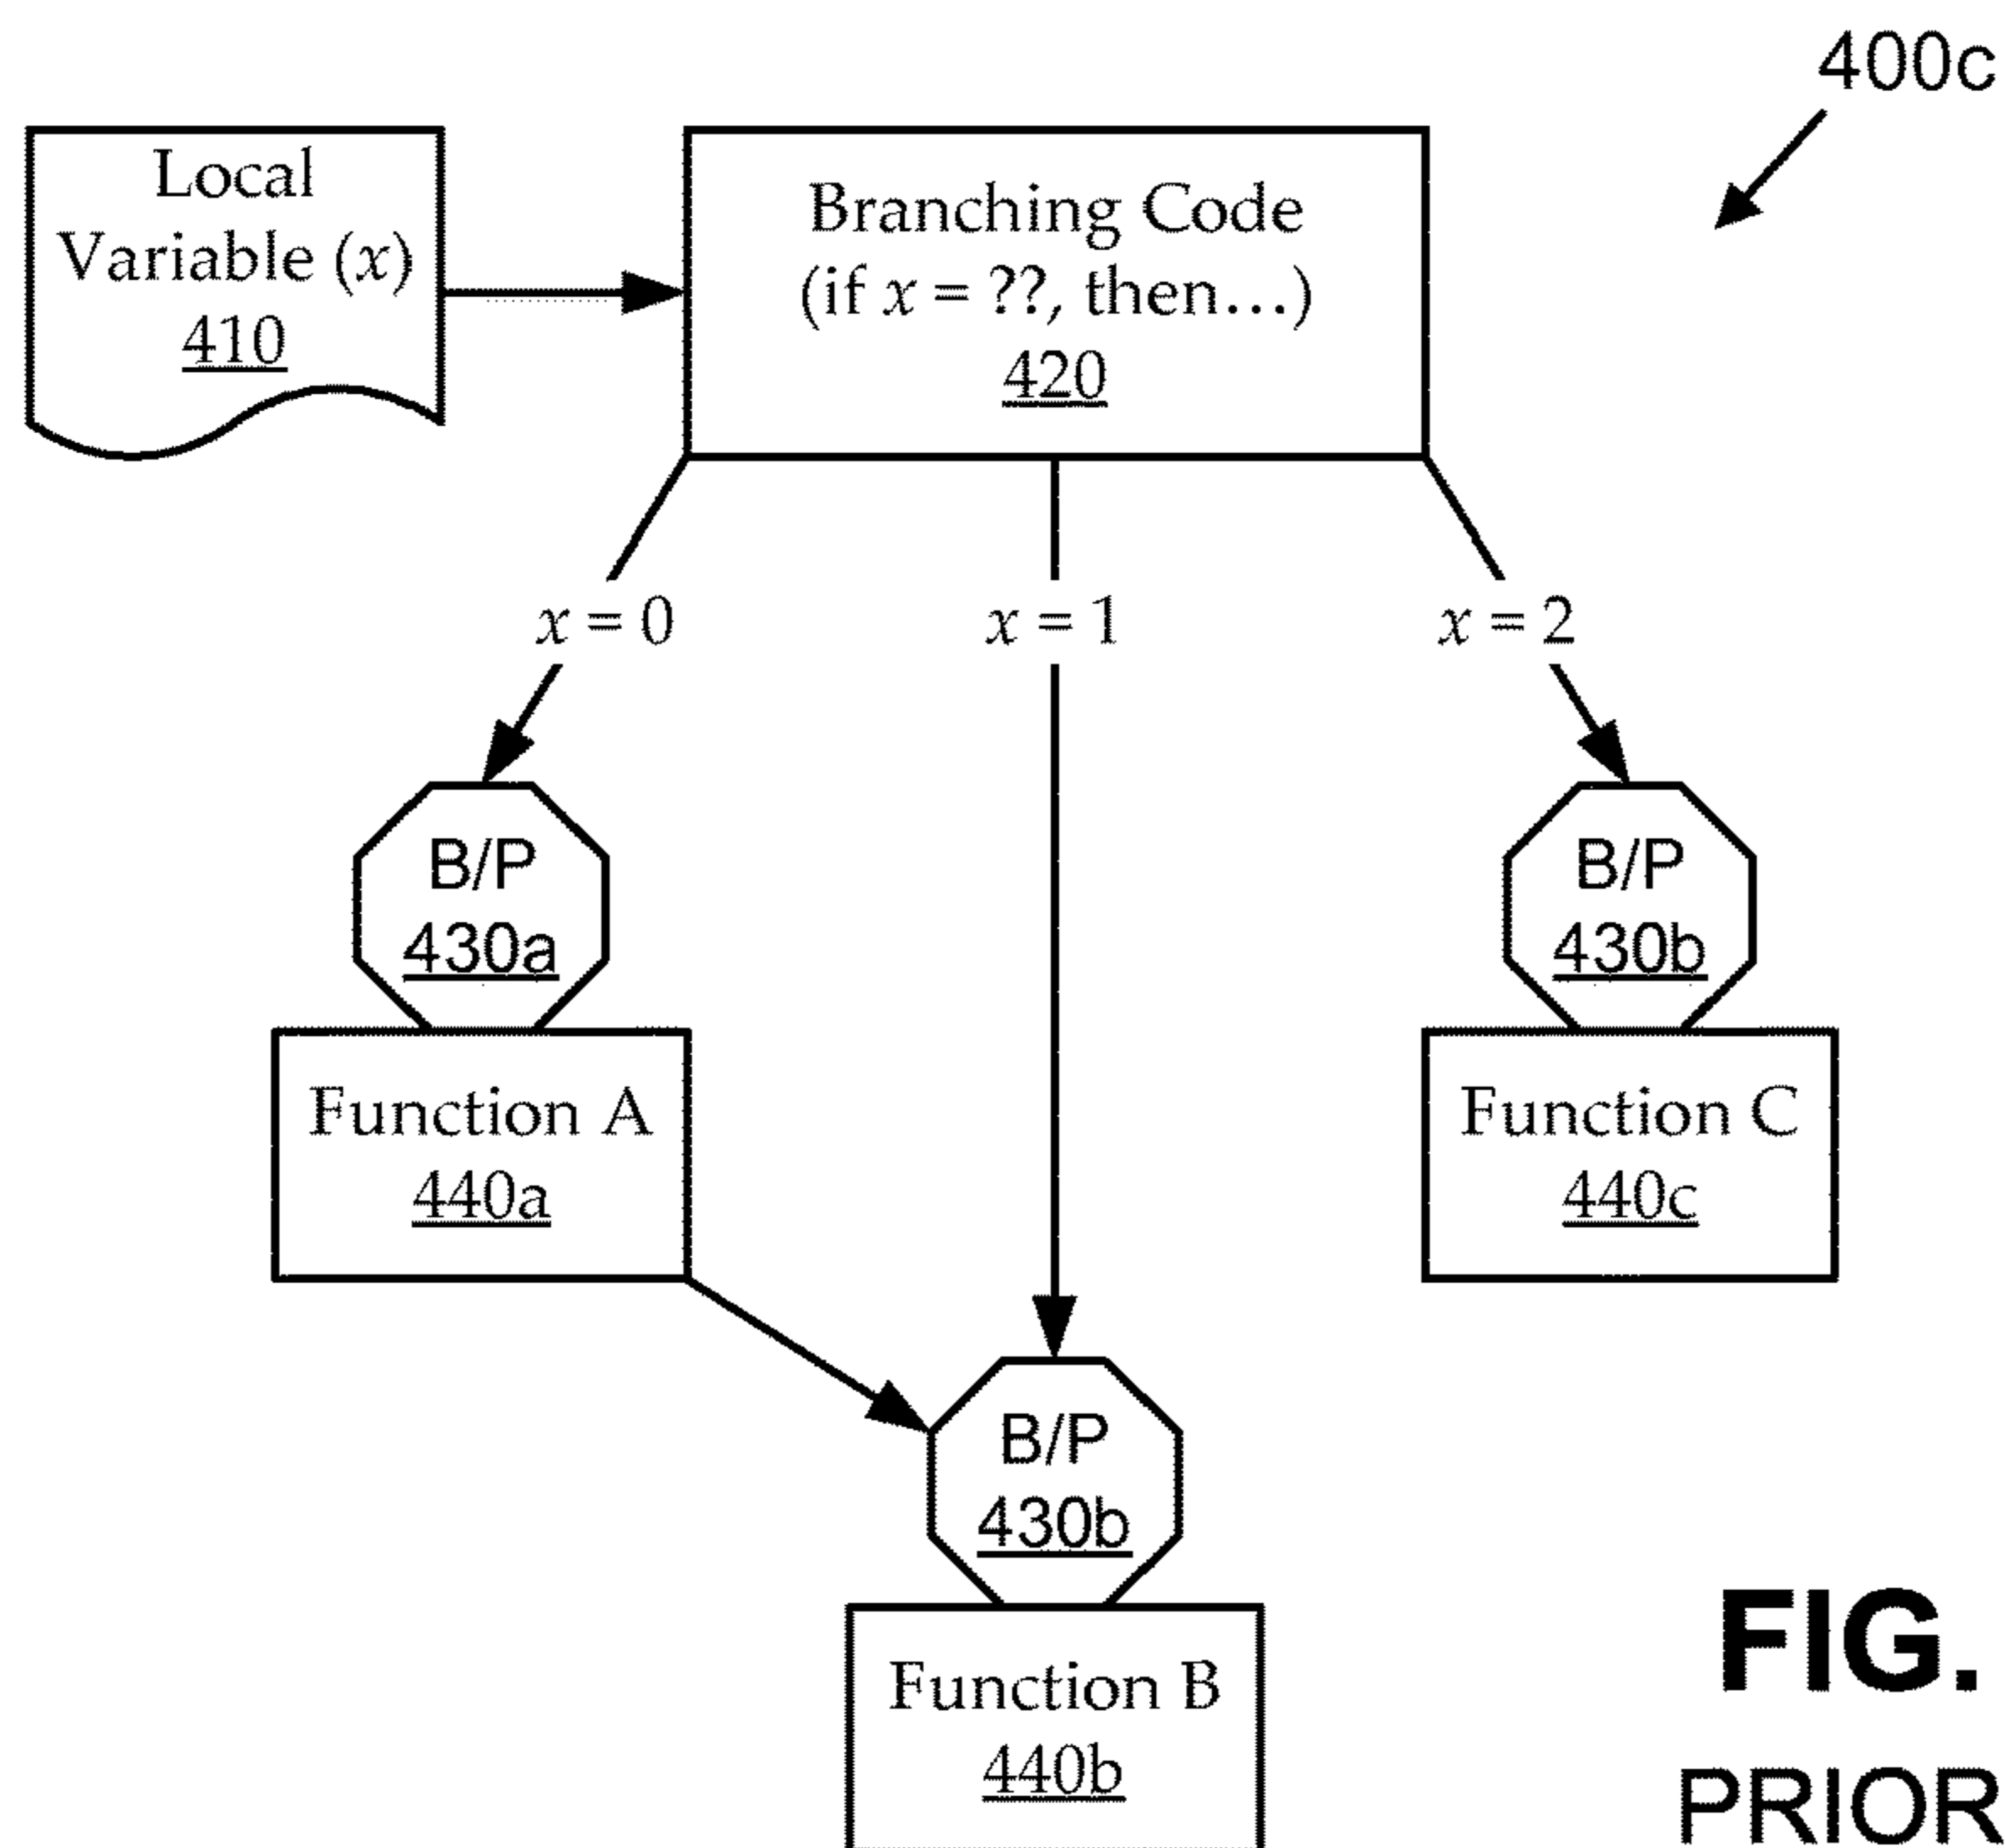 400c
Local
Variable (x)
410
Branching Code
(if x = ??, then…)
420
x = 0
x = 1
x = 2
B/P
430a
B/P
430b
Function A
440a
Function C
440c
B/P
430b
Function B
440b
FIG.
PRIOR